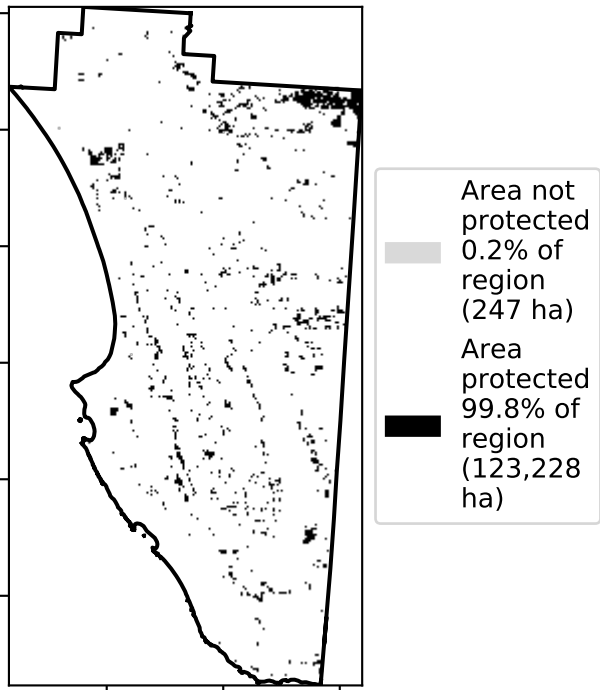 Area not
protected
0.2% of
region
(247 ha)
Area
protected
99.8% of
region
(123,228
ha)